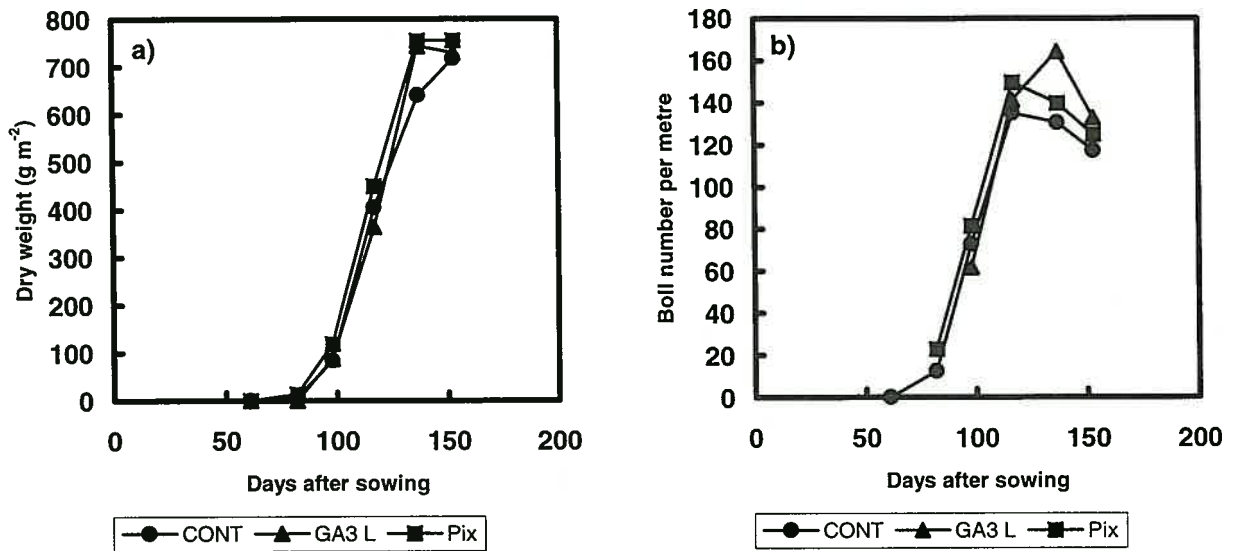 a)
Dry weight (g m-2)
800
700
600
500
400
300
200
100
0
0 50 100 150 200
Days after sowing
CONT GA3 L Pix
b)
Boll number per metre
180
160
140
120
100
80
60
40
20
0
0 50 100 150 200
Days after sowing
CONT GA3 L Pix